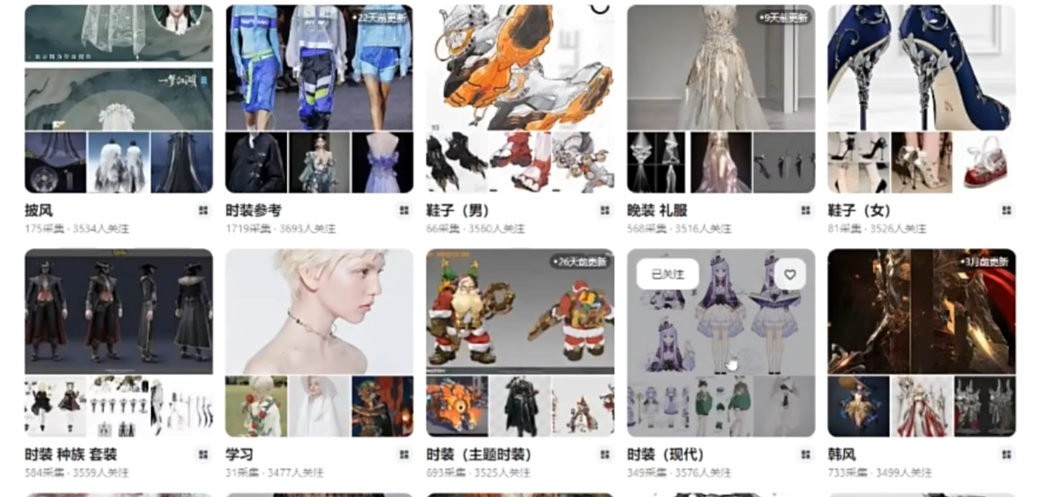 •22天前更新
•9天前更新
披风
175采集 · 3534人关注
时装参考
1719采集 · 3693人关注
鞋子（男）
66采集 · 3560人关注
晚装 礼服
568采集 · 3516人关注
鞋子（女）
81采集 · 3526人关注
•26天前更新
已关注
•3月前更新
时装 种族 套装
584采集 · 3559人关注
学习
31采集 · 3477人关注
时装（主题时装）
693采集 · 3525人关注
时装（现代）
349采集 · 3576人关注
韩风
733采集 · 3499人关注